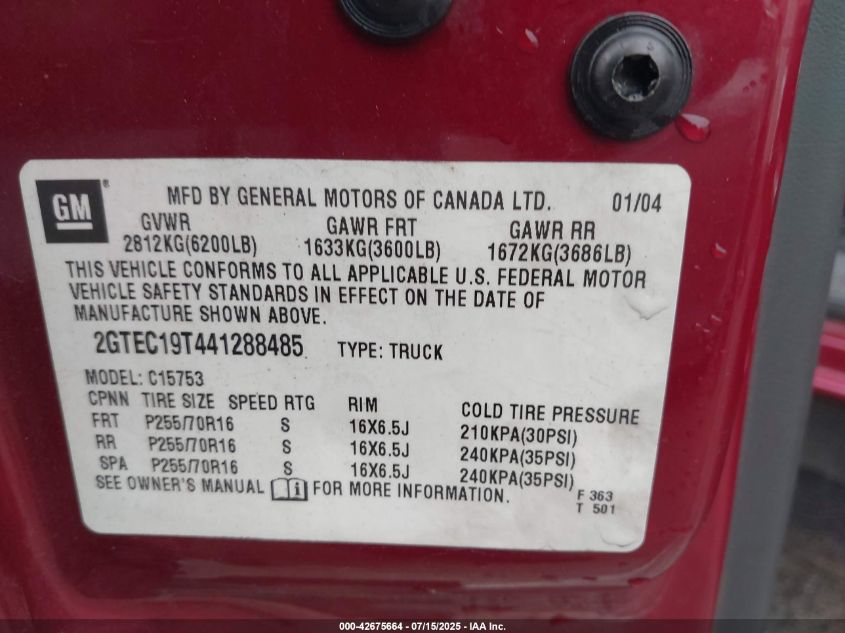 GM ® MFD BY GENERAL MOTORS OF CANADA LTD. 01/04
GVWR GAWR FRT GAWR RR
2812KG(6200LB) 1633KG(3600LB) 1672KG(3686LB)
THIS VEHICLE CONFORMS TO ALL APPLICABLE U.S. FEDERAL MOTOR
VEHICLE SAFETY STANDARDS IN EFFECT ON THE DATE OF
MANUFACTURE SHOWN ABOVE.
2GTEC19T441288485 TYPE: TRUCK
MODEL: C15753
CPNN TIRE SIZE SPEED RTG RIM COLD TIRE PRESSURE
FRT P255/70R16 S 16X6.5J 210KPA(30PSI)
RR P255/70R16 S 16X6.5J 240KPA(35PSI)
SPA P255/70R16 S 16X6.5J 240KPA(35PSI)
SEE OWNER'S MANUAL i FOR MORE INFORMATION.
F 363
T 501
000-42675664 / 07/15/2025 - IAA Inc.